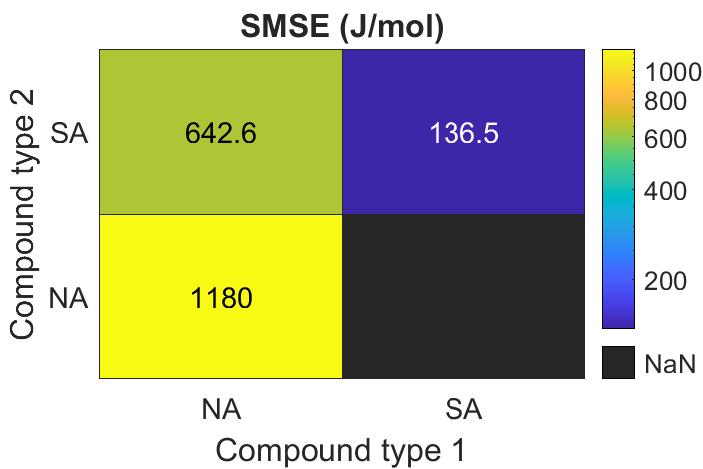 SMSE (J/mol)
Compound type 2
SA
642.6
136.5
NA
1180
NA
SA
Compound type 1
1000
800
600
400
200
NaN